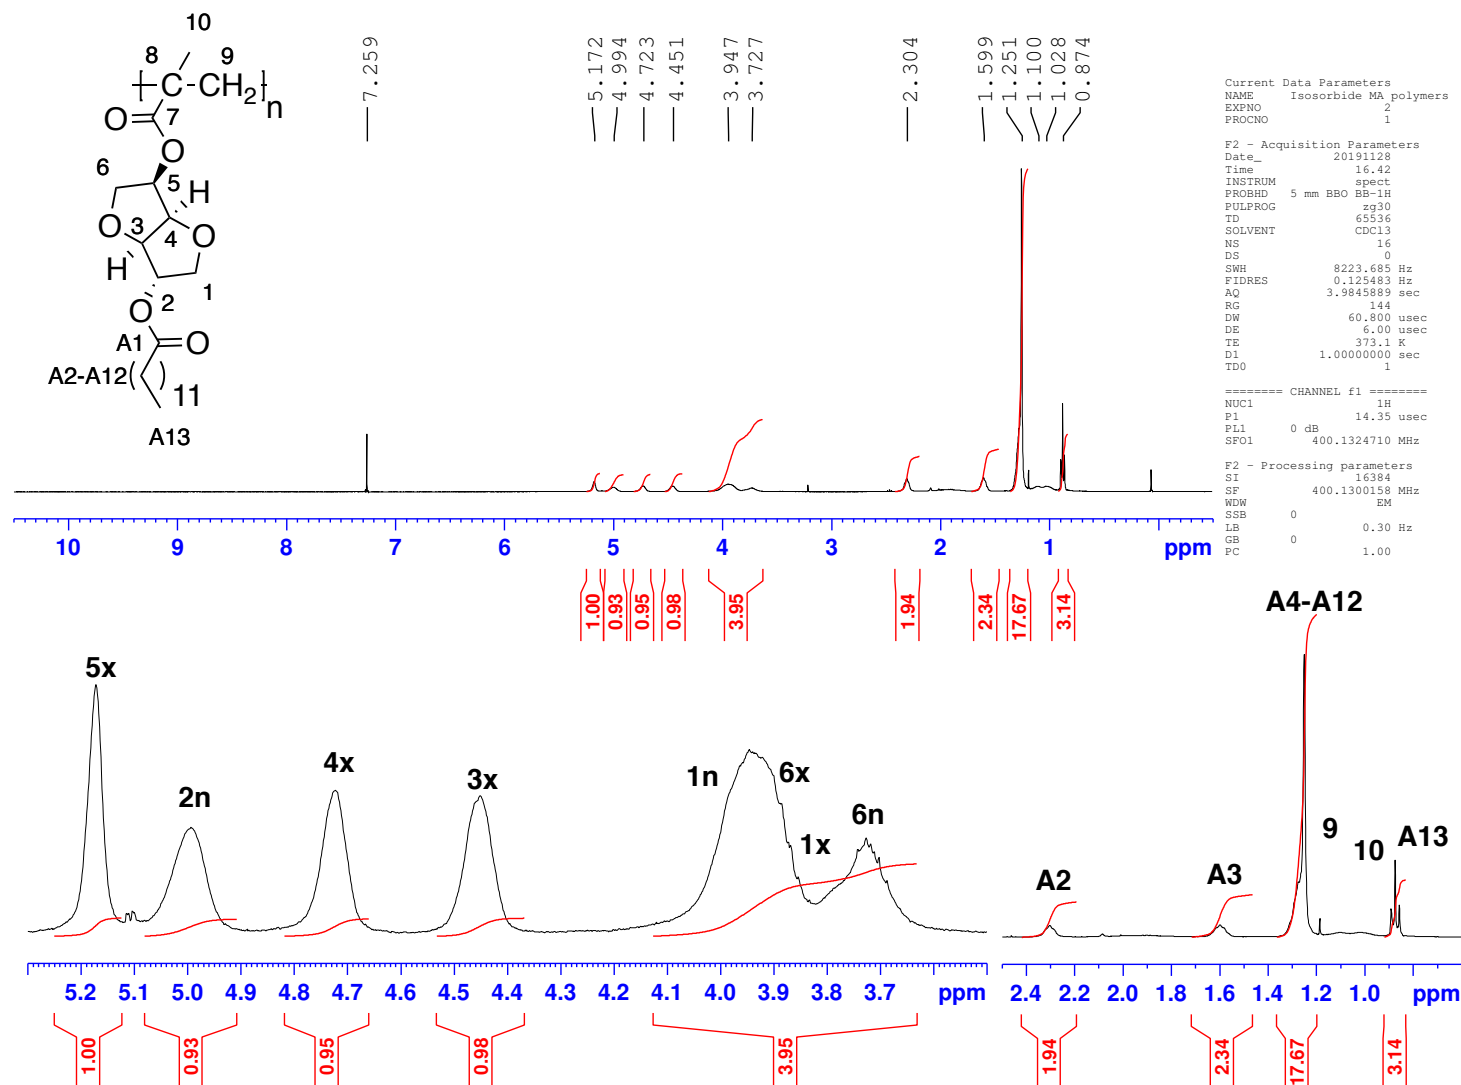 10
8
9
C
CH2
n
O
7
O
6
5
H
O
3
4
O
H
1
2
O
A1
O
A2-A12
11
A13
7.259
5.172
4.994
4.723
4.451
3.947
3.727
2.304
1.599
1.251
1.100
1.028
0.874
Current Data Parameters
NAME Isosorbide MA polymers
EXPNO 2
PROCNO 1
F2 - Acquisition Parameters
Date_ 20191128
Time 16.42
INSTRUM spect
PROBHD 5 mm BBO BB-1H
PULPROG zg30
TD 65536
SOLVENT CDCl3
NS 16
DS 0
SWH 8223.685 Hz
FIDRES 0.125483 Hz
AQ 3.9845889 sec
RG 144
DW 60.800 usec
DE 6.00 usec
TE 373.1 K
D1 1.00000000 sec
TD0 1
======== CHANNEL f1 ========
NUC1 1H
P1 14.35 usec
PL1 0 dB
SFO1 400.1324710 MHz
F2 - Processing parameters
SI 16384
SF 400.1300158 MHz
WDW EM
SSB 0
LB 0.30 Hz
GB 0
PC 1.00
10 9 8 7 6 5 4 3 2 1 ppm
1.00 0.93 0.95 0.98 3.95 1.94 2.34 17.67 3.14
5x
2n
4x
3x
1n
6x
1x
6n
A2
A3
A4-A12
9
10
A13
5.2 5.1 5.0 4.9 4.8 4.7 4.6 4.5 4.4 4.3 4.2 4.1 4.0 3.9 3.8 3.7 ppm
2.4 2.2 2.0 1.8 1.6 1.4 1.2 1.0 ppm
1.00 0.93 0.95 0.98 3.95
1.94 2.34 17.67 3.14